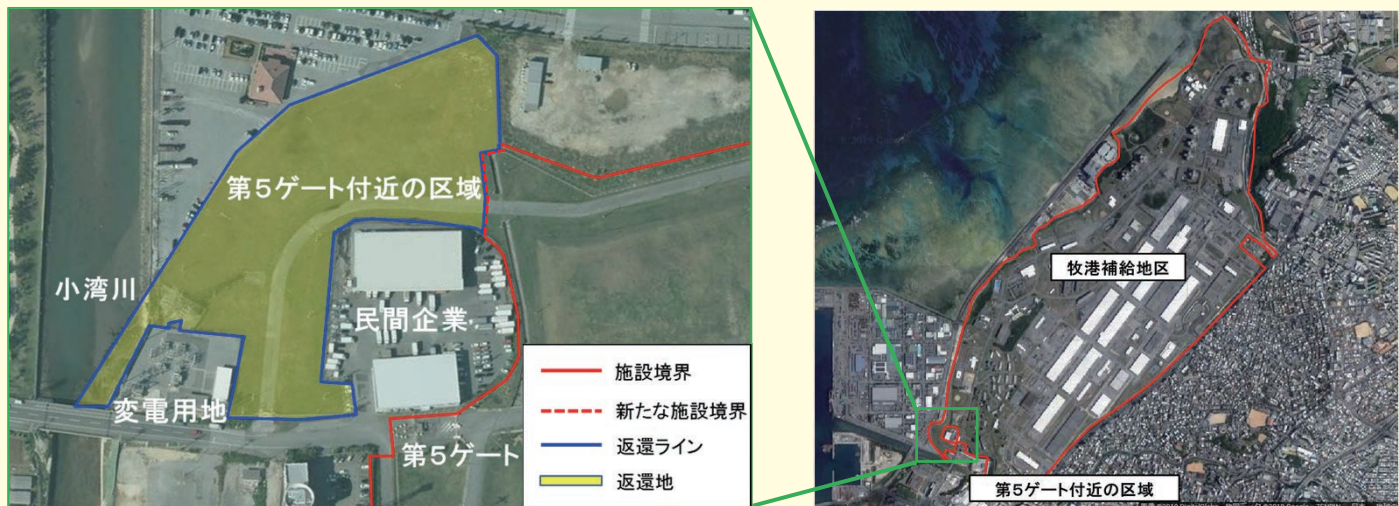 第5ゲート付近の区域
小湾川
民間企業
変電用地
第5ゲート
施設境界
新たな施設境界
返還ライン
返還地
牧港補給地区
第5ゲート付近の区域